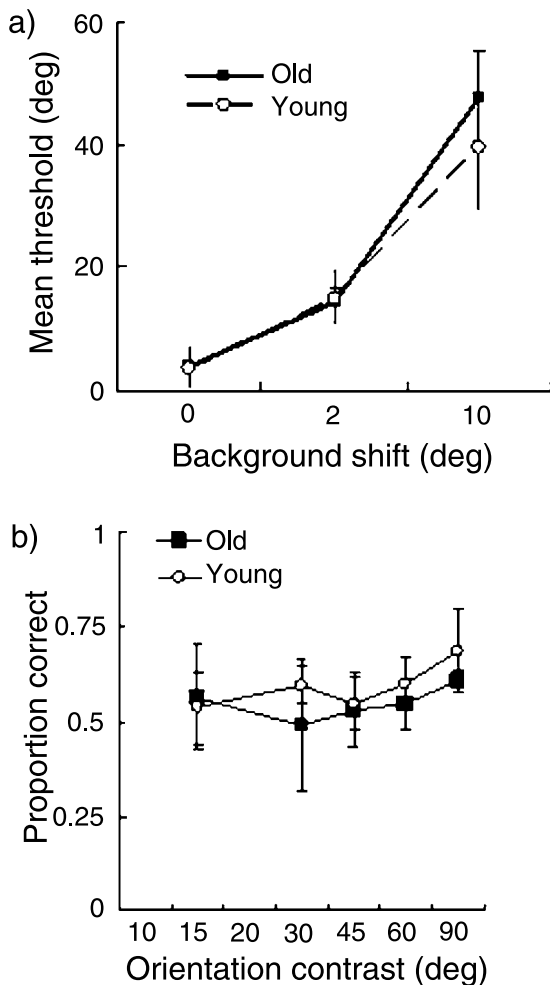 a)
60
40
20
0
Mean threshold (deg)
Old
Young
0 2 10
Background shift (deg)
b)
1
0.75
0.5
0.25
0
Proportion correct
Old
Young
10 15 20 30 45 60 90
Orientation contrast (deg)